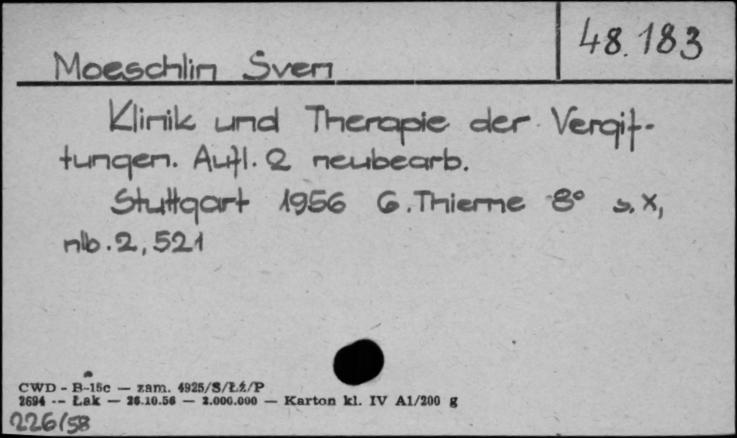 48.183
Moeschlin Sven
Klinik und Therapie der Vergif-
tungen. Aufl. 2 neubearb.
Stuttgart 1956 G. Thieme 8° s. X,
nlb. 2, 521
CWD - B-15c — zam. 4925/S/ŁŻ/P
2694 -- Łak — 26.10.56 — 2.000.000 — Karton kl. IV A1/200 g
226/58